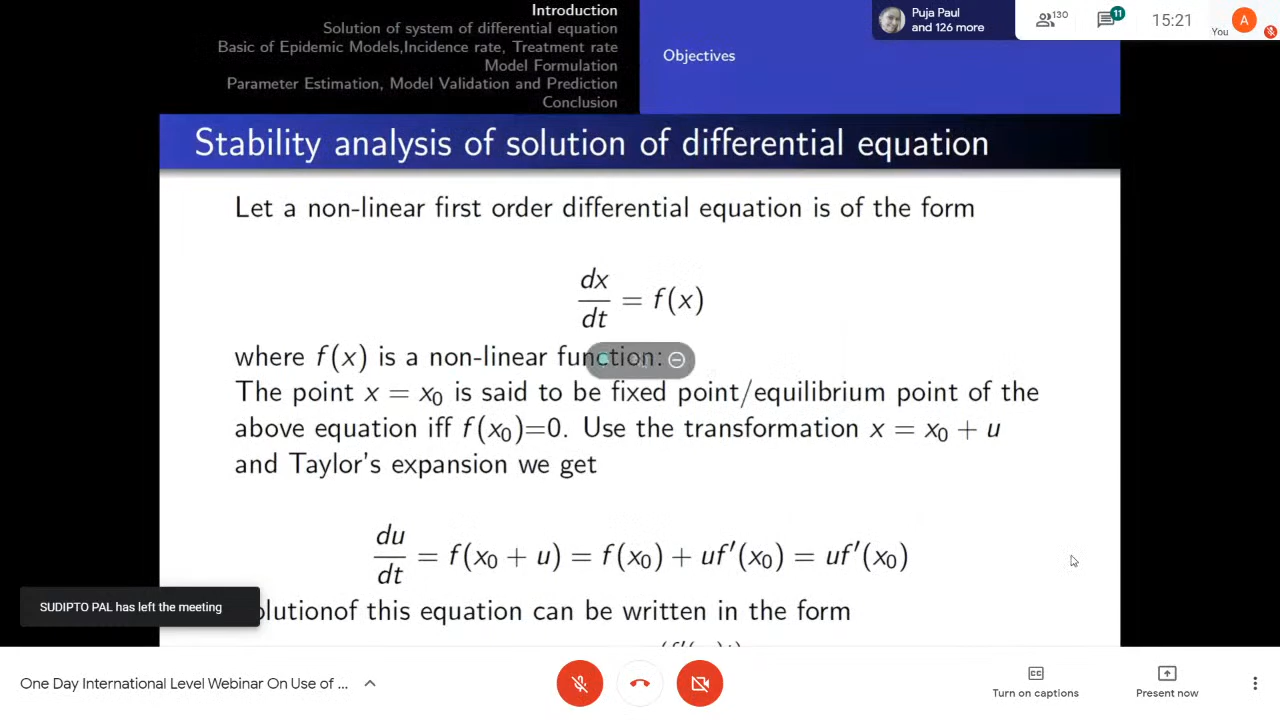 Introduction
Solution of system of differential equation
Basic of Epidemic Models,Incidence rate, Treatment rate
Model Formulation
Parameter Estimation, Model Validation and Prediction
Conclusion
Objectives
Puja Paul
and 126 more
130
11
15:21
You
A
Stability analysis of solution of differential equation
Let a non-linear first order differential equation is of the form
dx/dt = f(x)
where f(x) is a non-linear function:
The point x = x₀ is said to be fixed point/equilibrium point of the
above equation iff f(x₀)=0. Use the transformation x = x₀ + u
and Taylor's expansion we get
du/dt = f(x₀ + u) = f(x₀) + uf′(x₀) = uf′(x₀)
SUDIPTO PAL has left the meeting
olutionof this equation can be written in the form
One Day International Level Webinar On Use of ...
CC
Turn on captions
Present now